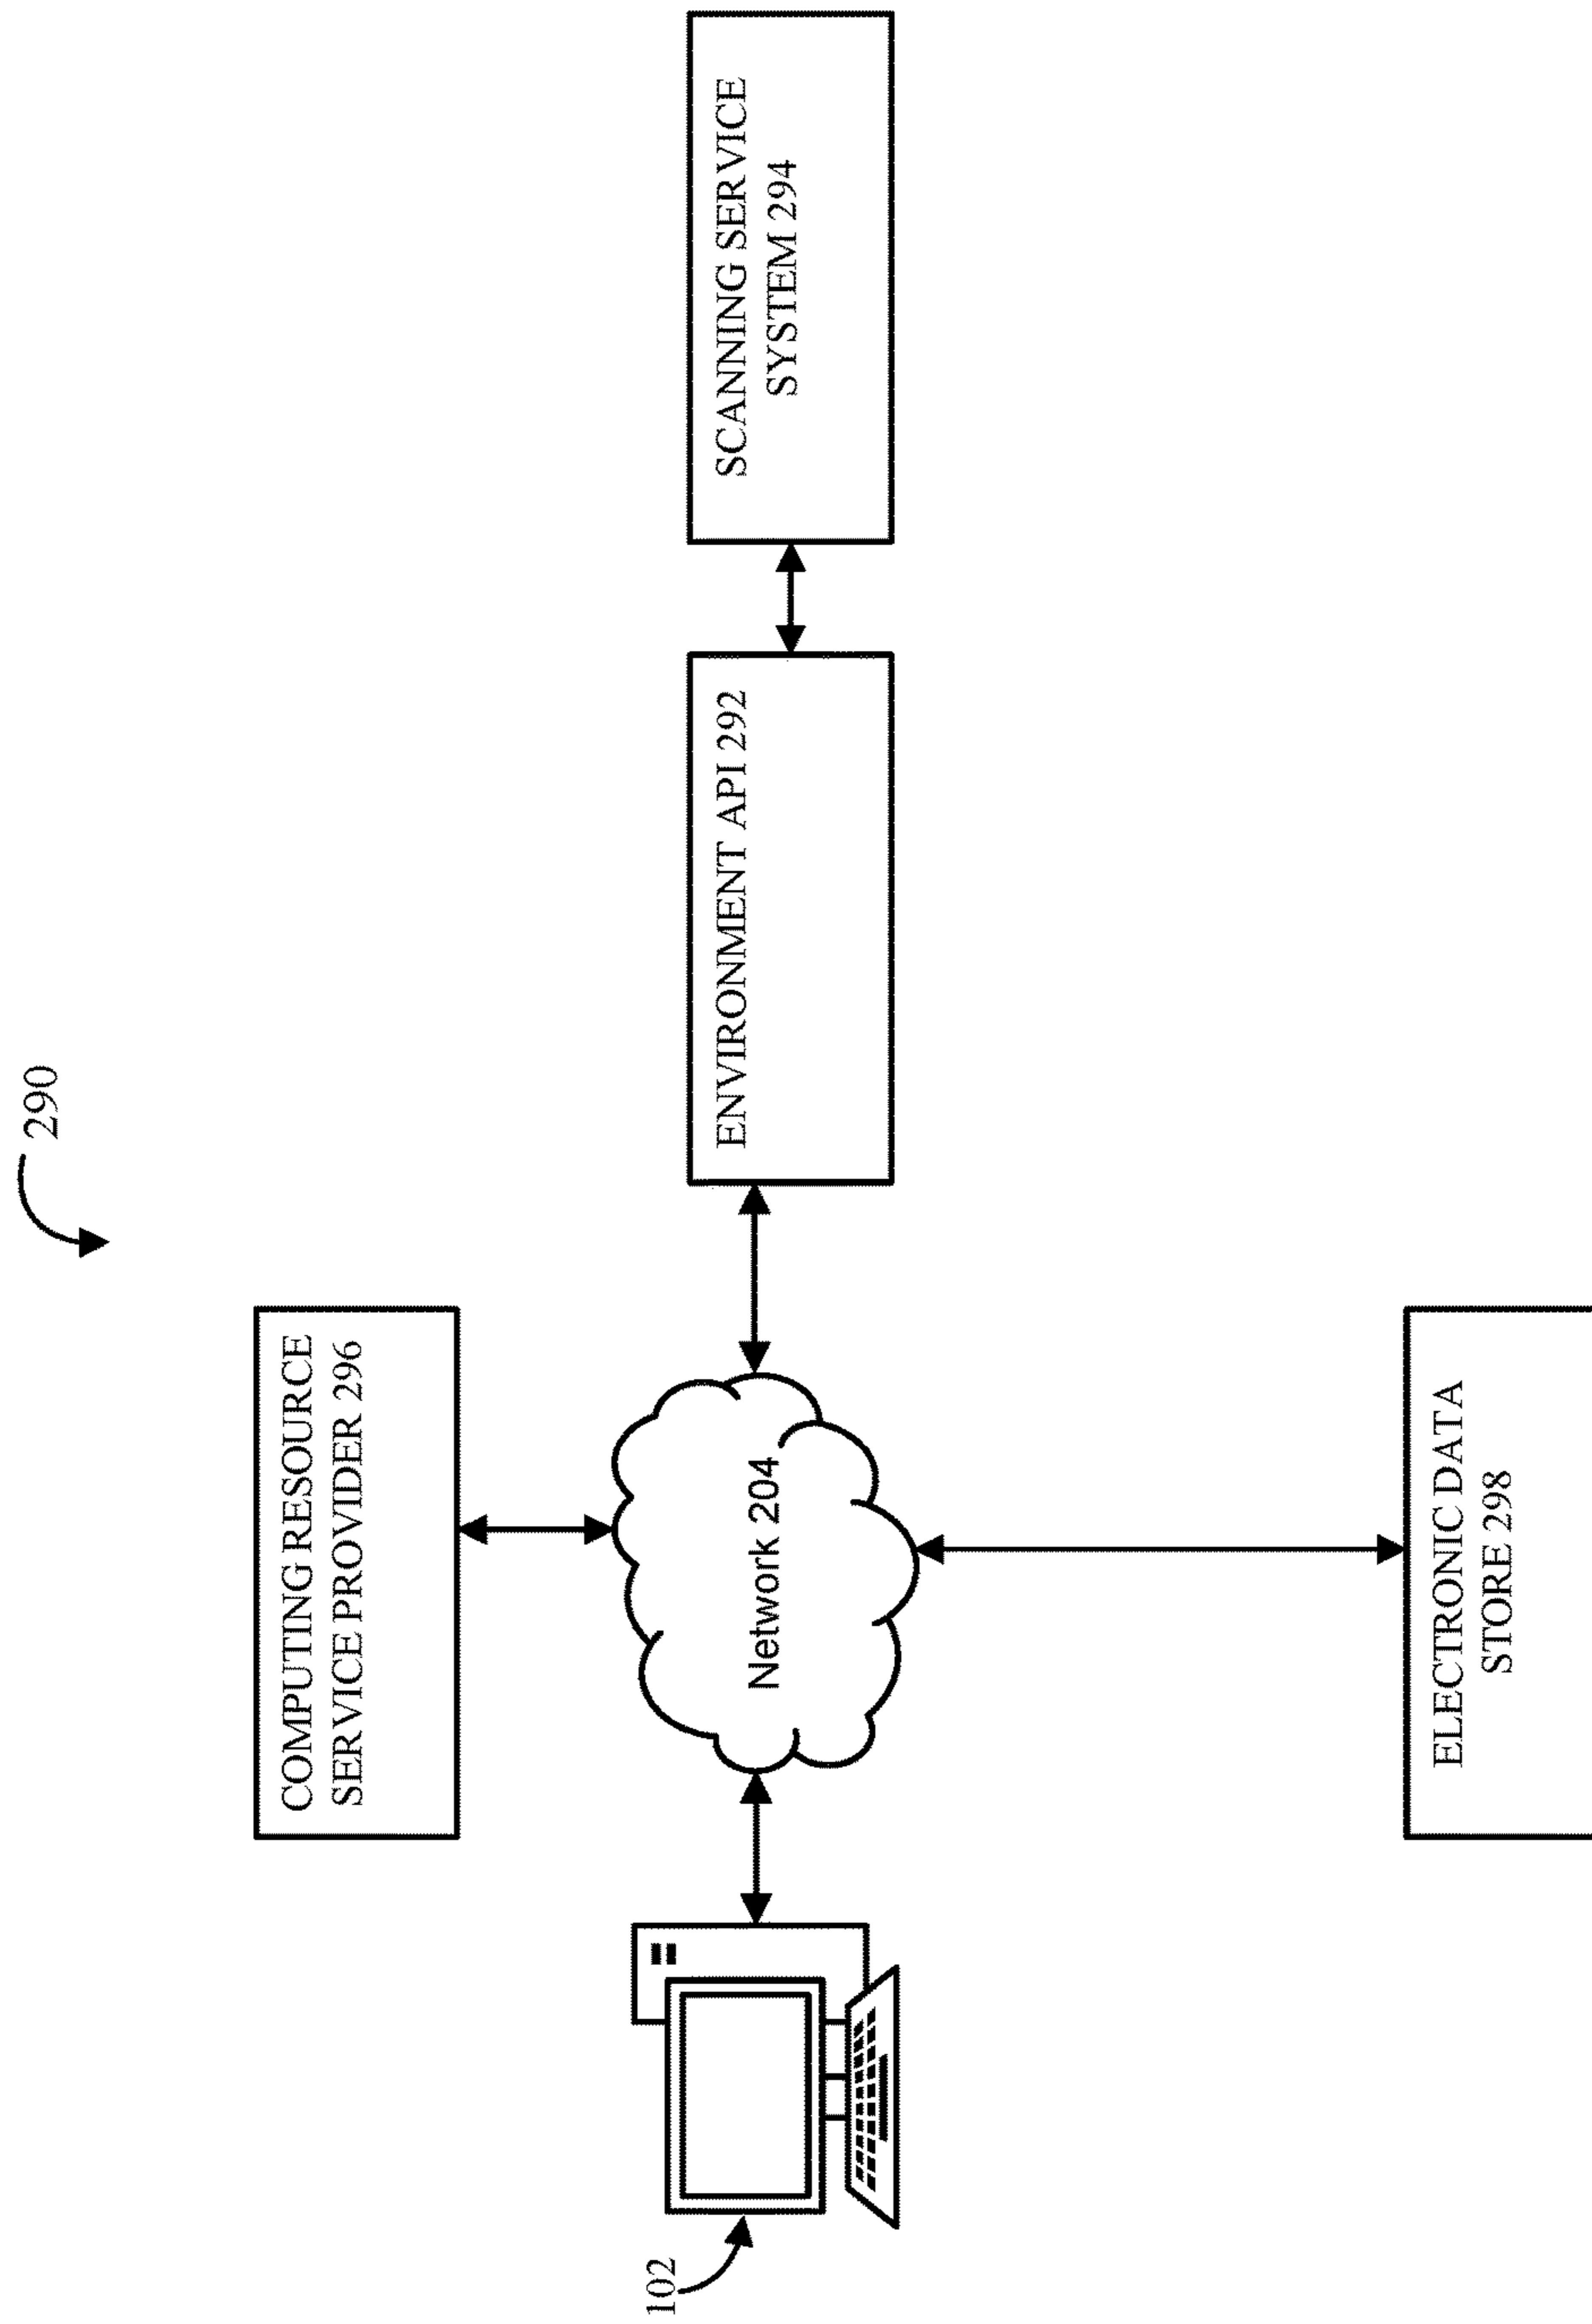 290
COMPUTING RESOURCE
SERVICE PROVIDER 296
102
Network 204
ENVIRONMENT API 292
SCANNING SERVICE
SYSTEM 294
ELECTRONIC DATA
STORE 298